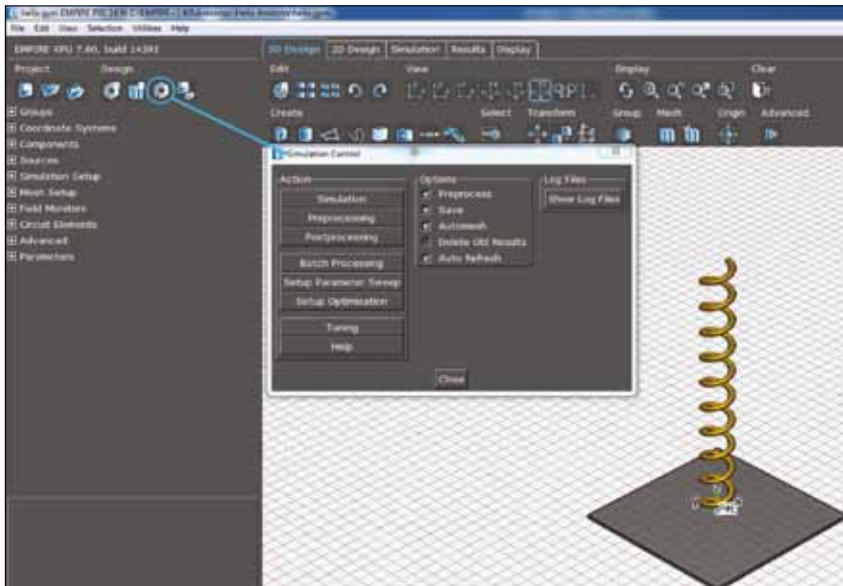 File Edit View Selection Utilities Help
EMPIRE XPU 7.60, build 14391
3D Design 2D Design Simulation Results Display
Project Design Edit View Display Clear
Create Select Transform Group Mesh Origin Advanced
Groups
Coordinate Systems
Components
Sources
Simulation Setup
Mesh Setup
Field Monitors
Circuit Elements
Advanced
Parameters
Simulation Control
Action Options Log Files
Simulation Preprocess Show Log Files
Preprocessing Save
Postprocessing Automesh
Delete Old Results
Batch Processing Auto Refresh
Setup Parameter Sweep
Setup Optimisation
Tuning
Help
Close